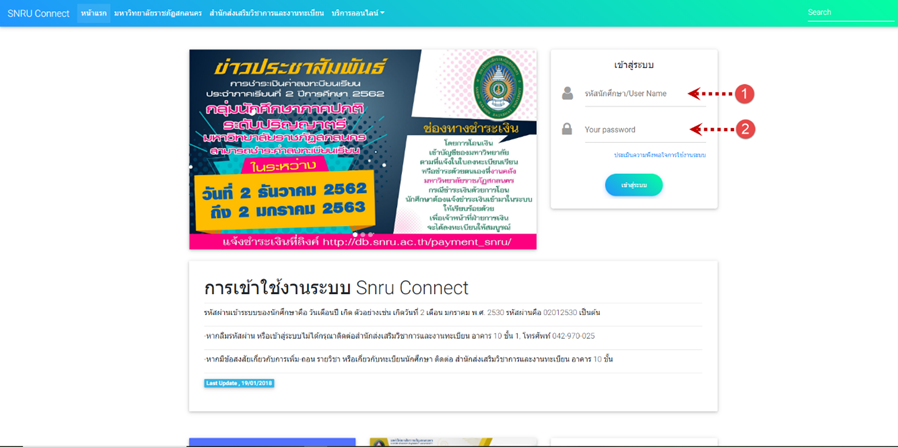 SNRU Connect หน้าแรก มหาวิทยาลัยราชภัฏสกลนคร สำนักส่งเสริมวิชาการและงานทะเบียน บริการออนไลน์ Search
ข่าวประชาสัมพันธ์
การชำระเงินค่าลงทะเบียนเรียน
ประจำภาคเรียนที่ 2 ปีการศึกษา 2562
กลุ่มนักศึกษาภาคปกติ
ระดับปริญญาตรี
มหาวิทยาลัยราชภัฏสกลนคร
สามารถชำระค่าลงทะเบียน
ในระหว่าง
วันที่ 2 ธันวาคม 2562
ถึง 2 มกราคม 2563
ช่องทางชำระเงิน
โดยการโอนเงิน
เข้าบัญชีของมหาวิทยาลัย
ตามที่แจ้งในใบลงทะเบียนเรียน
หรือชำระด้วยตนเองที่งานคลัง
มหาวิทยาลัยราชภัฏสกลนคร
กรณีชำระเงินด้วยการโอน
นักศึกษาต้องแจ้งชำระเงินเข้ามาในระบบ
ให้เรียบร้อยด้วย
เพื่อเจ้าหน้าที่ฝ่ายการเงิน
จะได้ลงทะเบียนให้สมบูรณ์
แจ้งชำระเงินที่ลิงค์ http://db.snru.ac.th/payment_snru/
เข้าสู่ระบบ
รหัสนักศึกษา/User Name
1
Your password
2
ประเมินความพึงพอใจการใช้งานระบบ
เข้าสู่ระบบ
การเข้าใช้งานระบบ Snru Connect
รหัสผ่านเข้าระบบของนักศึกษาคือ วันเดือนปี เกิด ตัวอย่างเช่น เกิดวันที่ 2 เดือน มกราคม พ.ศ. 2530 รหัสผ่านคือ 02012530 เป็นต้น
-หากลืมรหัสผ่าน หรือเข้าสู่ระบบไม่ได้กรุณาติดต่อสำนักส่งเสริมวิชาการและงานทะเบียน อาคาร 10 ชั้น 1, โทรศัพท์ 042-970-025
-หากมีข้อสงสัยเกี่ยวกับการเพิ่ม-ถอน รายวิชา หรือเกี่ยวกับทะเบียนนักศึกษา ติดต่อ สำนักส่งเสริมวิชาการและงานทะเบียน อาคาร 10 ชั้น
Last Update , 19/01/2018